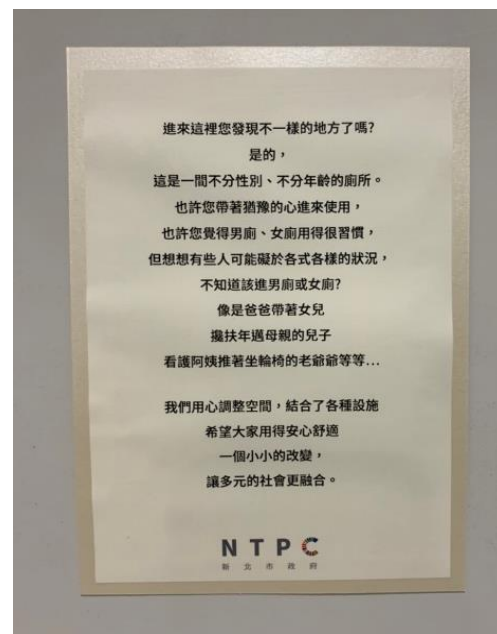 進來這裡您發現不一樣的地方了嗎?
是的，
這是一間不分性別、不分年齡的廁所。
也許您帶著猶豫的心進來使用，
也許您覺得男廁、女廁用得很習慣，
但想想有些人可能礙於各式各樣的狀況，
不知道該進男廁或女廁?
像是爸爸帶著女兒
攙扶年邁母親的兒子
看護阿姨推著坐輪椅的老爺爺等等...
我們用心調整空間，結合了各種設施
希望大家用得安心舒適
一個小小的改變，
讓多元的社會更融合。
NTPC
新北市政府